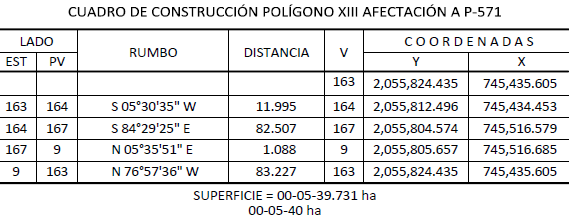 CUADRO DE CONSTRUCCIÓN POLÍGONO XIII AFECTACIÓN A P-571
LADO RUMBO DISTANCIA V C O O R D E N A D A S
EST PV Y X
163 2,055,824.435 745,435.605
163 164 S 05°30'35" W 11.995 164 2,055,812.496 745,434.453
164 167 S 84°29'25" E 82.507 167 2,055,804.574 745,516.579
167 9 N 05°35'51" E 1.088 9 2,055,805.657 745,516.685
9 163 N 76°57'36" W 83.227 163 2,055,824.435 745,435.605
SUPERFICIE = 00-05-39.731 ha
00-05-40 ha